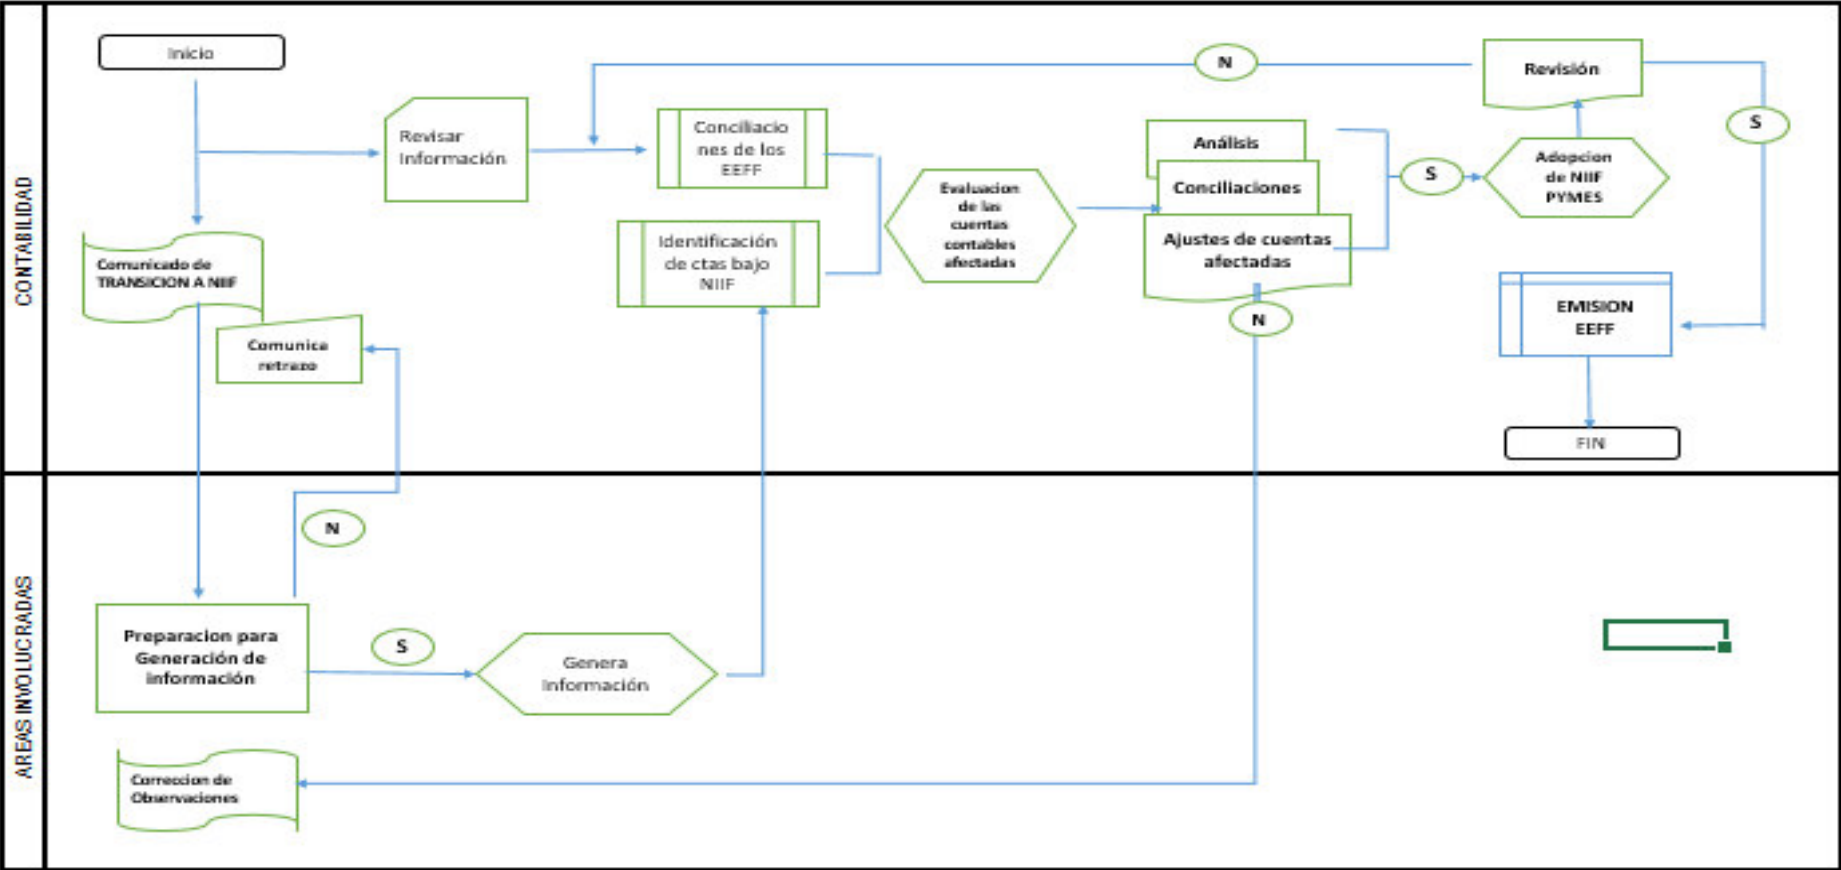 CONTABILIDAD
Inicio
Revisar
Información
Comunicado de
TRANSICION A NIIF
Comunica
retrazo
Conciliacio
nes de los
EEFF
Identificación
de ctas bajo
NIIF
Evaluacion
de las
cuentas
contables
afectadas
N
Análisis
Conciliaciones
Ajustes de cuentas
afectadas
N
S
Revisión
Adopcion
de NIIF
PYMES
S
EMISION
EEFF
FIN
AREAS INVOLUCRADAS
N
Preparacion para
Generación de
información
S
Genera
Información
Correccion de
Observaciones